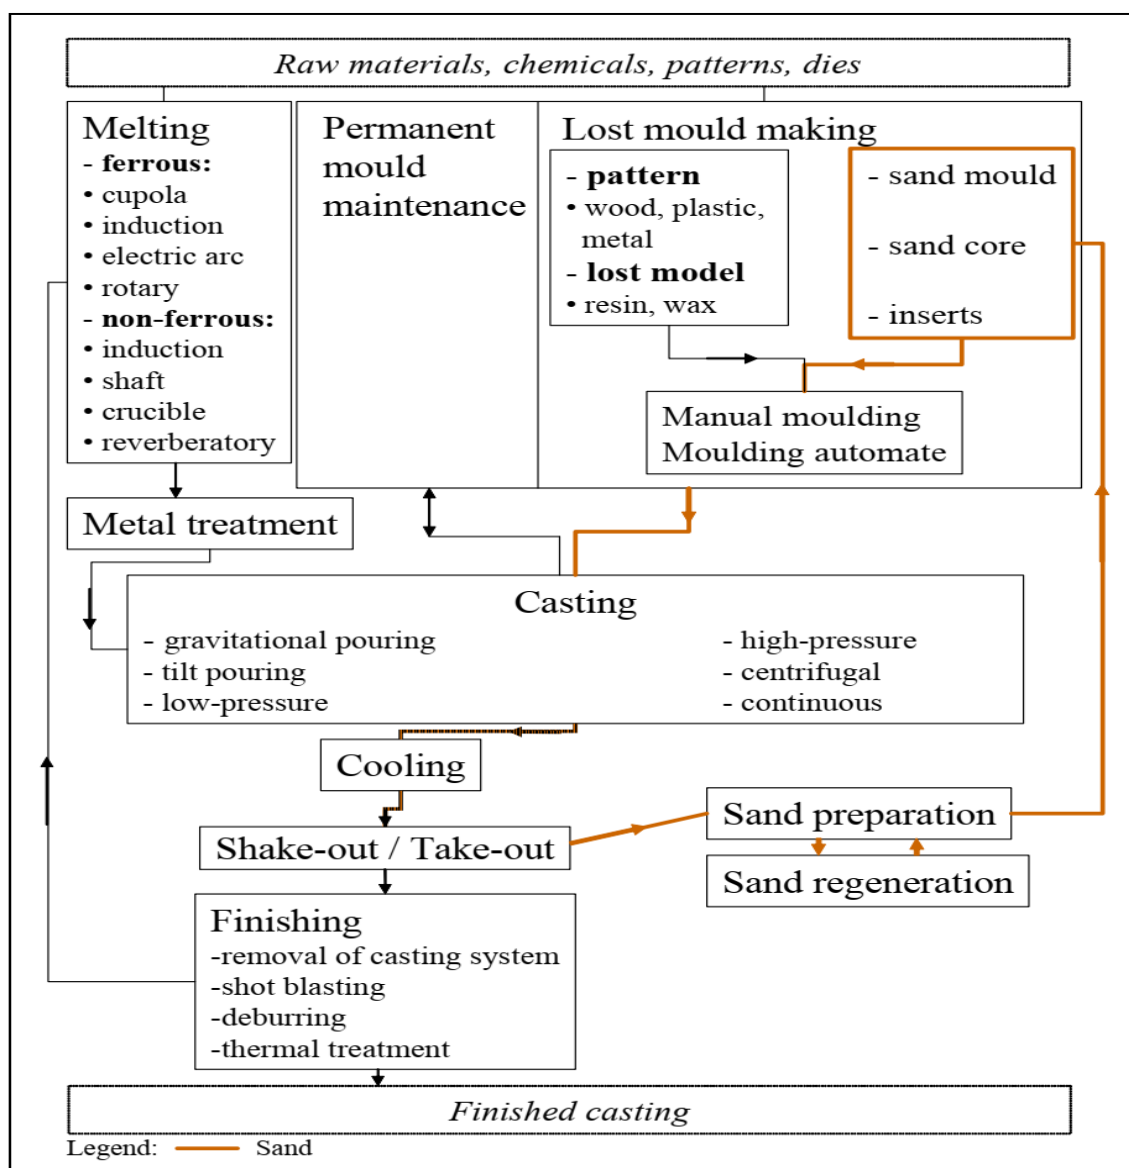 Raw materials, chemicals, patterns, dies
Melting
- ferrous:
• cupola
• induction
• electric arc
• rotary
- non-ferrous:
• induction
• shaft
• crucible
• reverberatory
Permanent
mould
maintenance
Lost mould making
- pattern
• wood, plastic,
metal
- lost model
• resin, wax
- sand mould
- sand core
- inserts
Manual moulding
Moulding automate
Metal treatment
Casting
- gravitational pouring
- tilt pouring
- low-pressure
- high-pressure
- centrifugal
- continuous
Cooling
Shake-out / Take-out
Sand preparation
Sand regeneration
Finishing
-removal of casting system
-shot blasting
-deburring
-thermal treatment
Finished casting
Legend: Sand